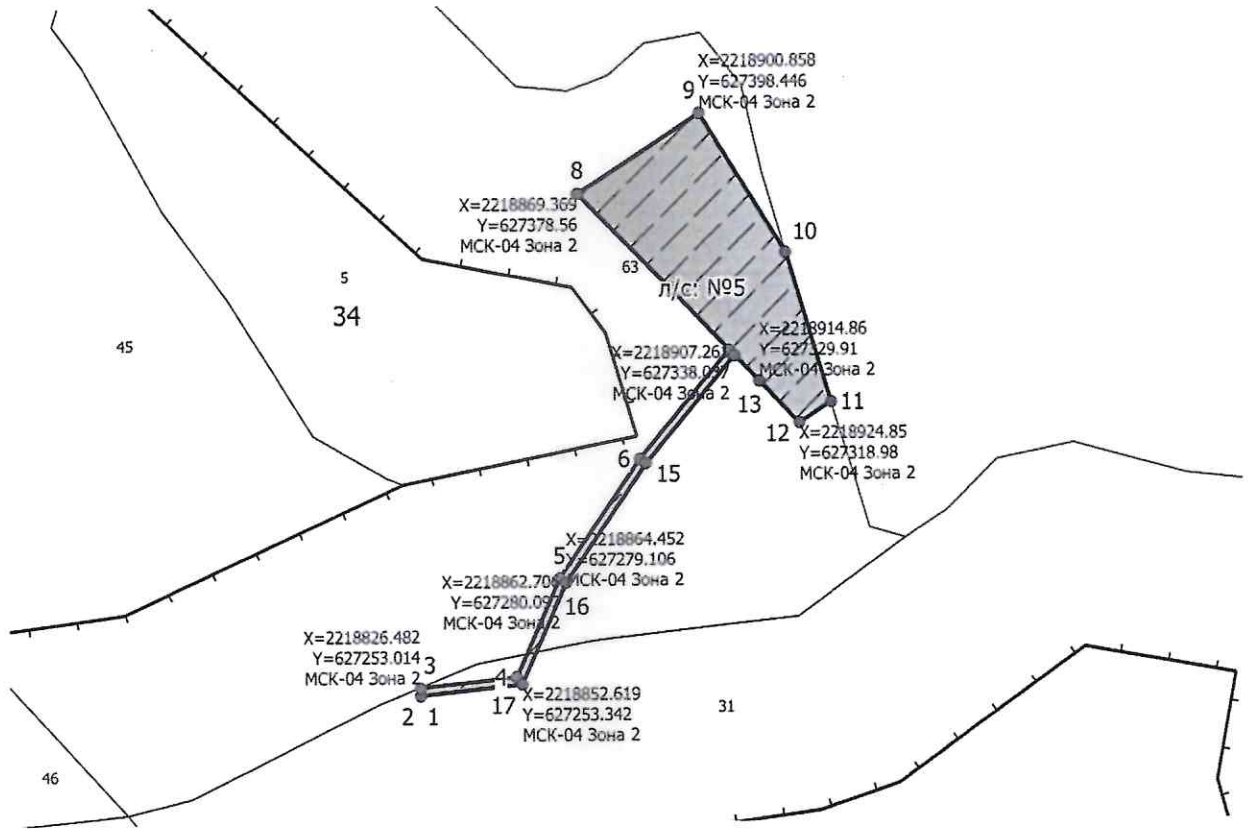 X=2218900.858
Y=627398.446
9 МСК-04 Зона 2
8
X=2218869.369
Y=627378.56
МСК-04 Зона 2
10
63
5
л/с: №5
34
45
X=2218914.86
Y=627329.91
МСК-04 Зона 2
X=2218907.261
Y=627338.037
МСК-04 Зона 2
13
11
12
X=2218924.85
Y=627318.98
МСК-04 Зона 2
6
15
X=2218864.452
Y=627279.106
МСК-04 Зона 2
5
X=2218862.708
Y=627280.097
МСК-04 Зона 2
16
X=2218826.482
Y=627253.014
МСК-04 Зона 2
3
4
17
X=2218852.619
Y=627253.342
МСК-04 Зона 2
2 1
31
46